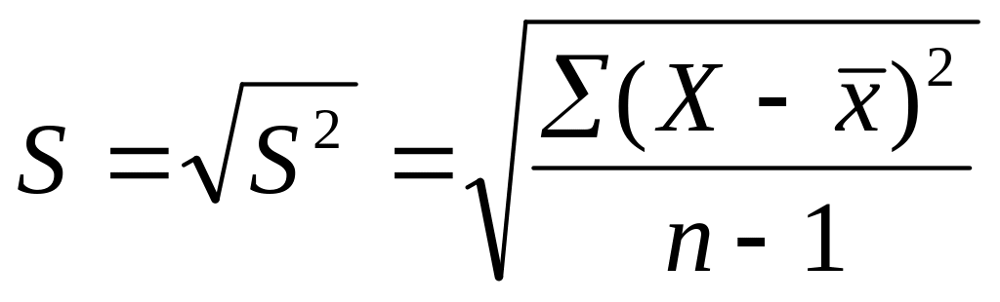 S = √S² = √(Σ(X - x̄)² / (n - 1))